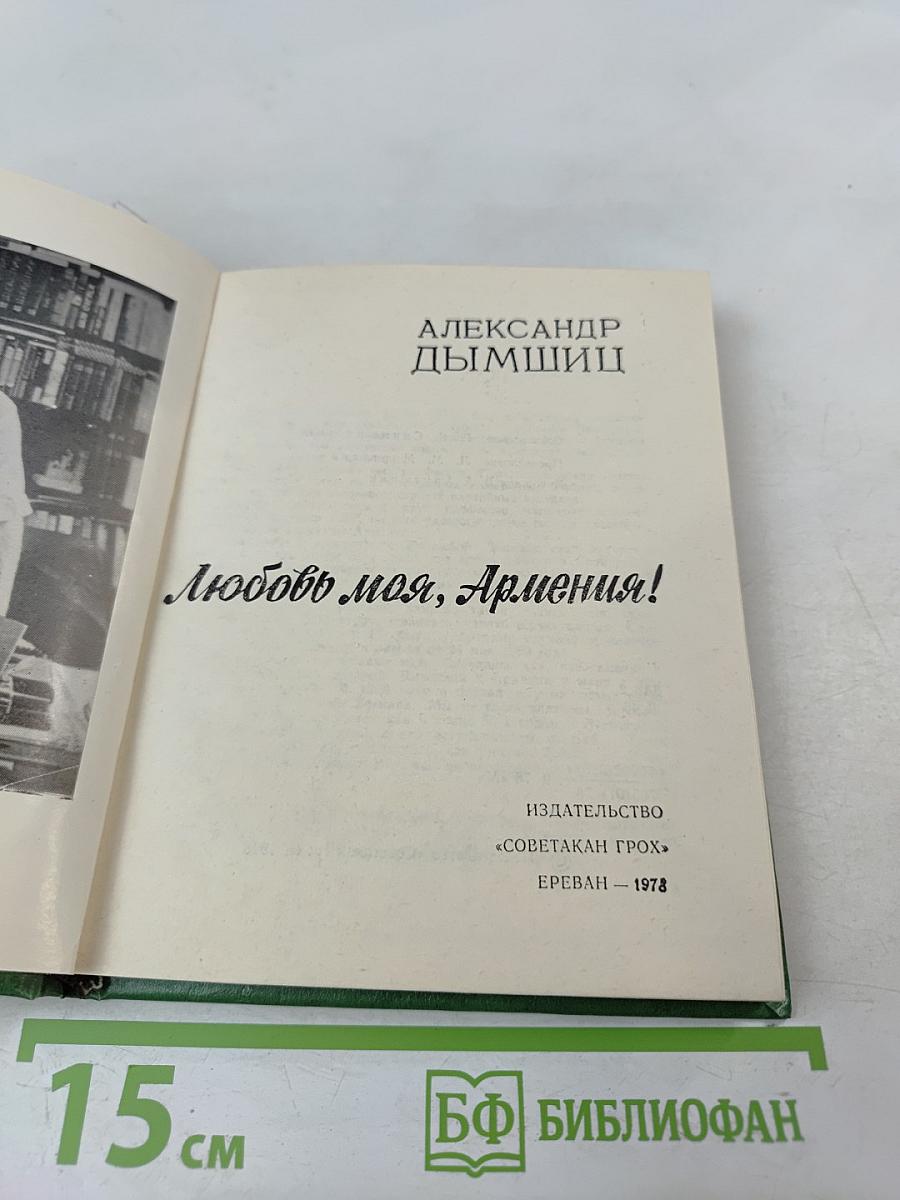 АЛЕКСАНДР
ДЫМШИЦ
Любовь моя, Армения!
ИЗДАТЕЛЬСТВО
«СОВЕТАКАН ГРОХ»
ЕРЕВАН — 1978
15 см
БФ БИБЛИОФАН